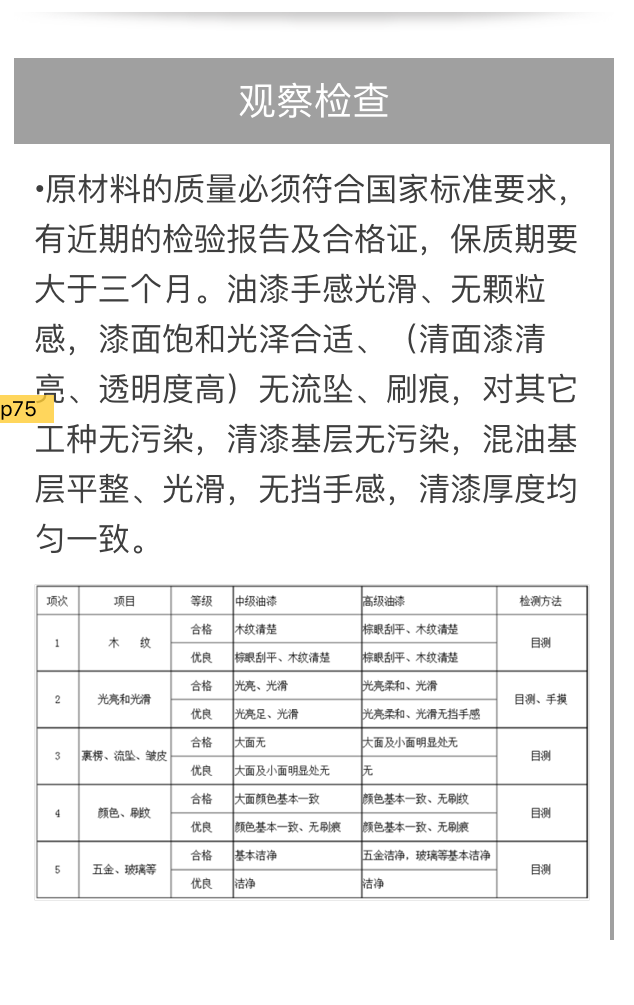 观察检查
•原材料的质量必须符合国家标准要求，
有近期的检验报告及合格证，保质期要
大于三个月。油漆手感光滑、无颗粒
感，漆面饱和光泽合适、（清面漆清
亮、透明度高）无流坠、刷痕，对其它
p75
工种无污染，清漆基层无污染，混油基
层平整、光滑，无挡手感，清漆厚度均
匀一致。
项次 项目 等级 中级油漆 高级油漆 检测方法
1 木 纹 合格 木纹清楚 棕眼刮平、木纹清楚 目测
优良 棕眼刮平、木纹清楚 棕眼刮平、木纹清楚
2 光亮和光滑 合格 光亮、光滑 光亮柔和、光滑 目测、手摸
优良 光亮足、光滑 光亮柔和、光滑无挡手感
3 裹楞、流坠、皱皮 合格 大面无 大面及小面明显处无 目测
优良 大面及小面明显处无 无
4 颜色、刷纹 合格 大面颜色基本一致 颜色基本一致、无刷纹 目测
优良 颜色基本一致、无刷痕 颜色基本一致、无刷痕
5 五金、玻璃等 合格 基本洁净 五金洁净，玻璃等基本洁净 目测
优良 洁净 洁净